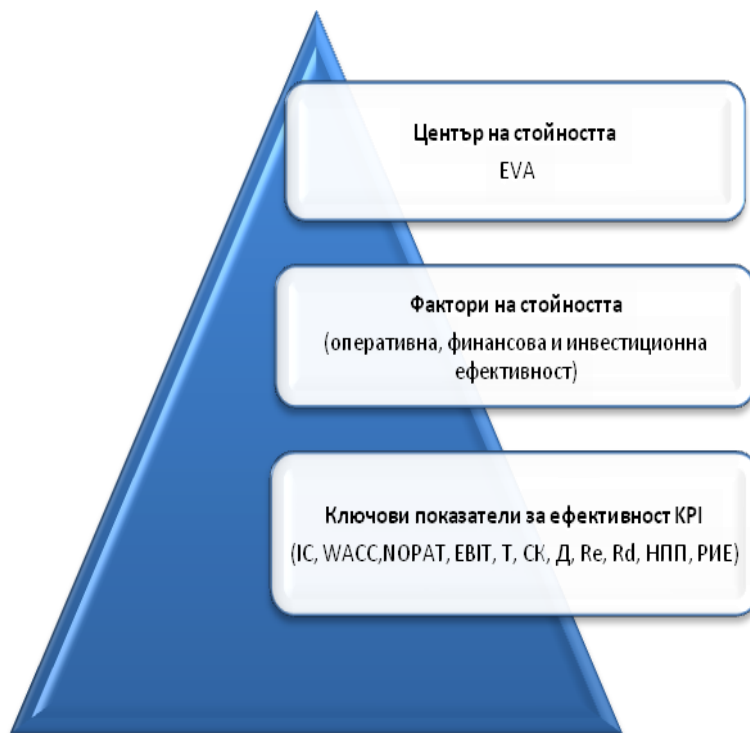 Център на стойността
EVA
Фактори на стойността
(оперативна, финансова и инвестиционна
ефективност)
Ключови показатели за ефективност KPI
(IC, WACC,NOPAT, EBIT, T, СК, Д, Re, Rd, НПП, РИЕ)